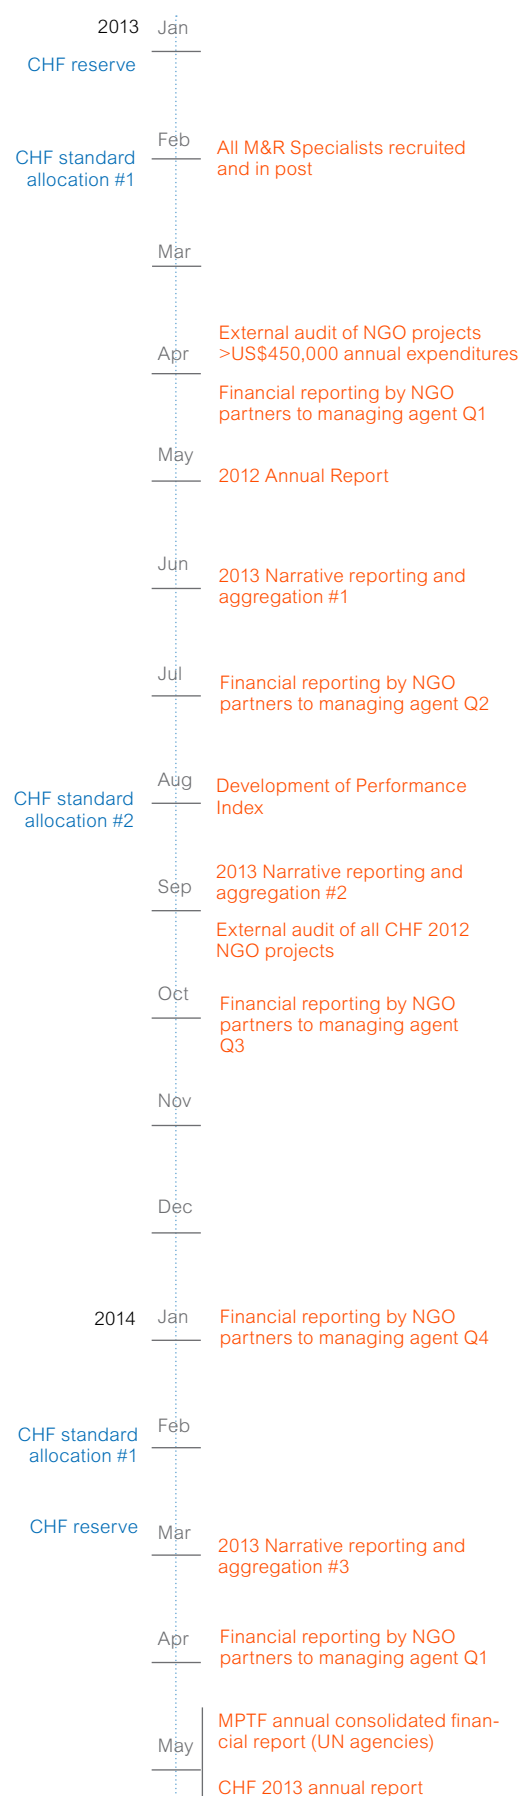 2013 Jan
CHF reserve
Feb
CHF standard
allocation #1
All M&R Specialists recruited
and in post
Mar
External audit of NGO projects
>US$450,000 annual expenditures
Apr
Financial reporting by NGO
partners to managing agent Q1
May
2012 Annual Report
Jun
2013 Narrative reporting and
aggregation #1
Jul
Financial reporting by NGO
partners to managing agent Q2
Aug
CHF standard
allocation #2
Development of Performance
Index
Sep
2013 Narrative reporting and
aggregation #2
External audit of all CHF 2012
NGO projects
Oct
Financial reporting by NGO
partners to managing agent
Q3
Nov
Dec
2014 Jan
Financial reporting by NGO
partners to managing agent Q4
Feb
CHF standard
allocation #1
CHF reserve
Mar
2013 Narrative reporting and
aggregation #3
Apr
Financial reporting by NGO
partners to managing agent Q1
May
MPTF annual consolidated finan-
cial report (UN agencies)
CHF 2013 annual report